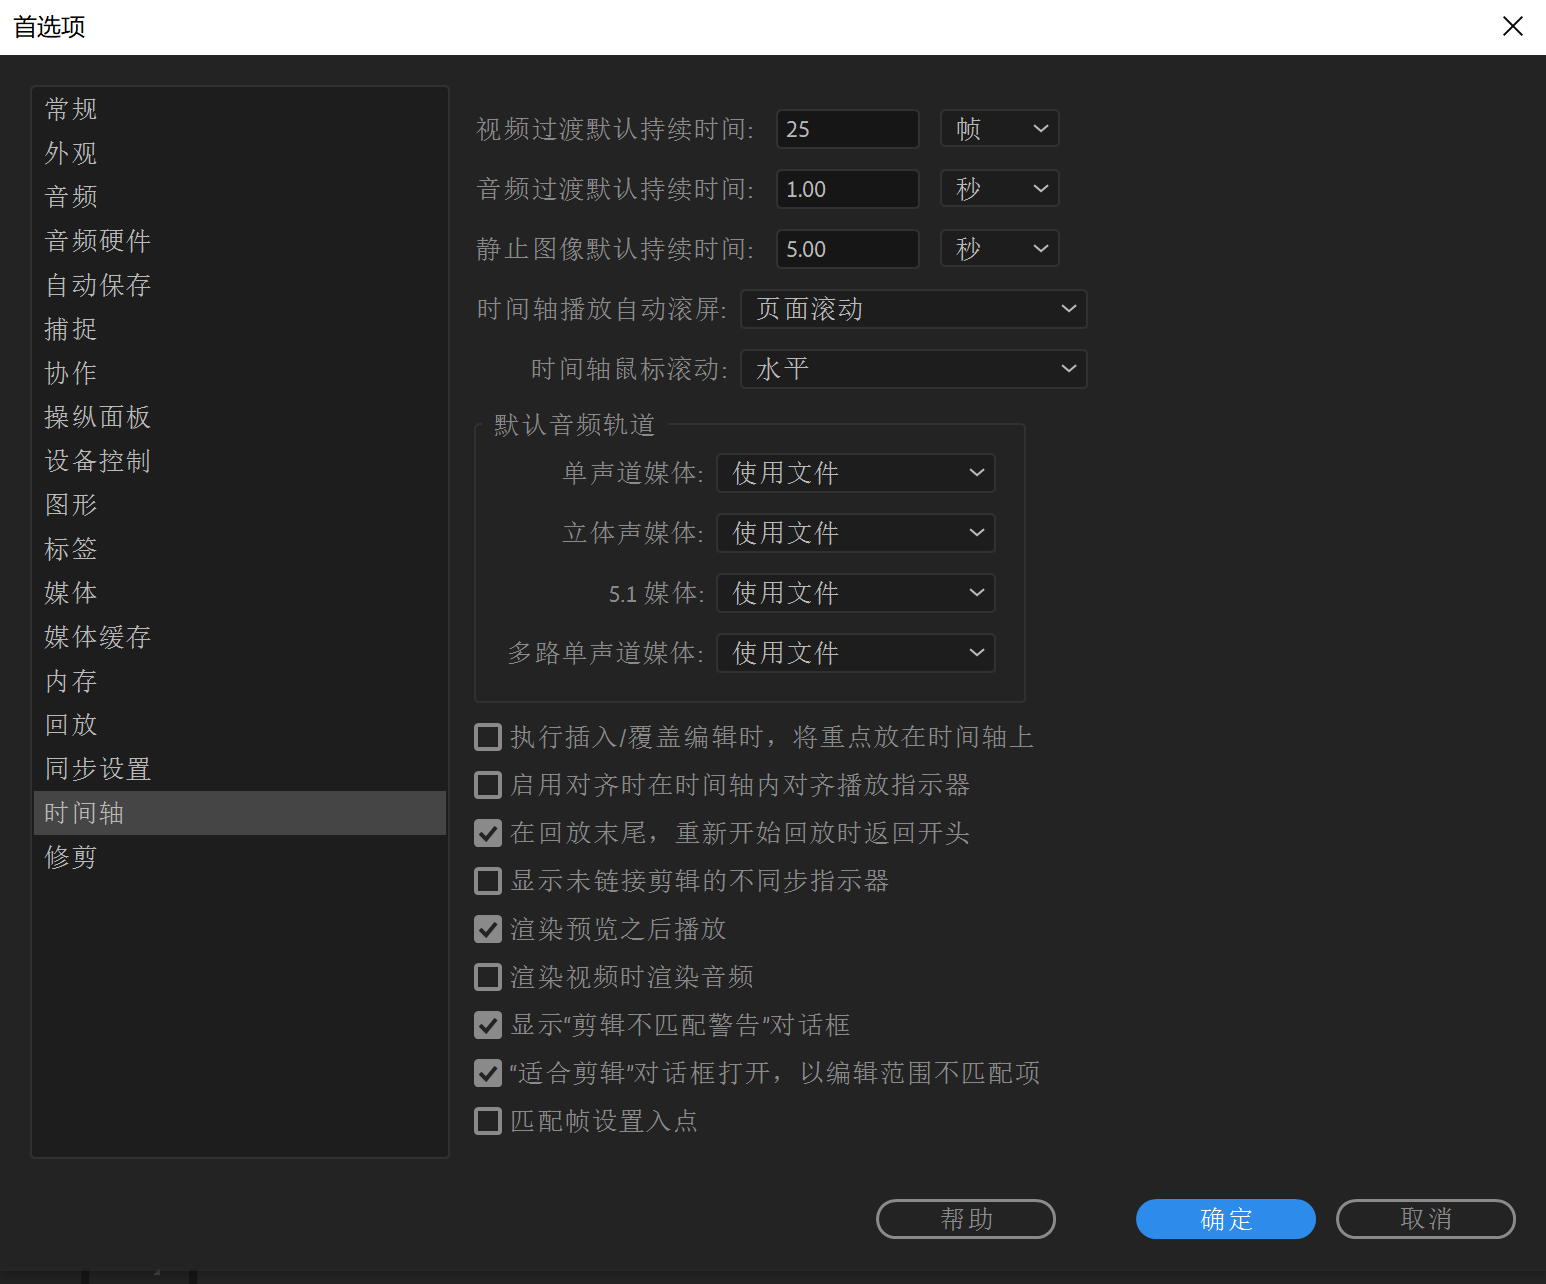 首选项
常规
外观
音频
音频硬件
自动保存
捕捉
协作
操纵面板
设备控制
图形
标签
媒体
媒体缓存
内存
回放
同步设置
时间轴
修剪
视频过渡默认持续时间: 25 帧
音频过渡默认持续时间: 1.00 秒
静止图像默认持续时间: 5.00 秒
时间轴播放自动滚屏: 页面滚动
时间轴鼠标滚动: 水平
默认音频轨道
单声道媒体: 使用文件
立体声媒体: 使用文件
5.1 媒体: 使用文件
多路单声道媒体: 使用文件
执行插入/覆盖编辑时，将重点放在时间轴上
启用对齐时在时间轴内对齐播放指示器
在回放末尾，重新开始回放时返回开头
显示未链接剪辑的不同步指示器
渲染预览之后播放
渲染视频时渲染音频
显示“剪辑不匹配警告”对话框
“适合剪辑”对话框打开，以编辑范围不匹配项
匹配帧设置入点
帮助 确定 取消